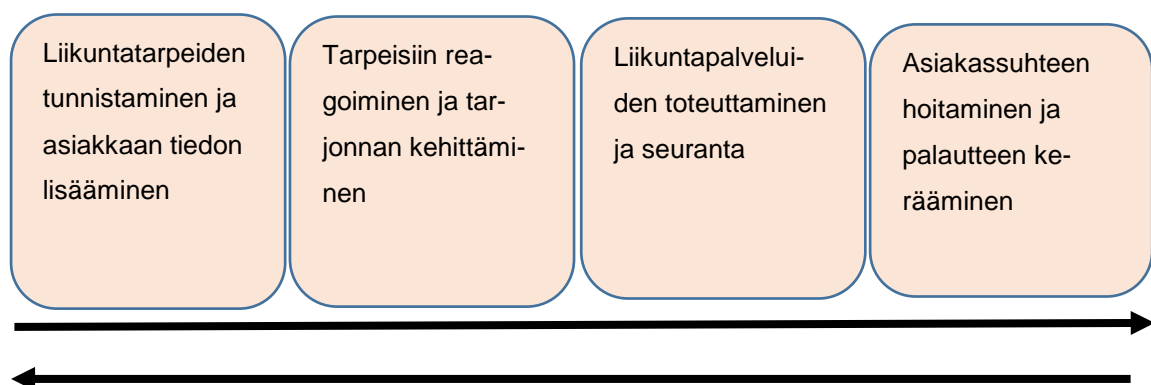 Liikuntatarpeiden
tunnistaminen ja
asiakkaan tiedon
lisääminen
Tarpeisiin rea-
goiminen ja tar-
jonnan kehittämi-
nen
Liikuntapalvelui-
den toteuttaminen
ja seuranta
Asiakassuhteen
hoitaminen ja
palautteen ke-
rääminen